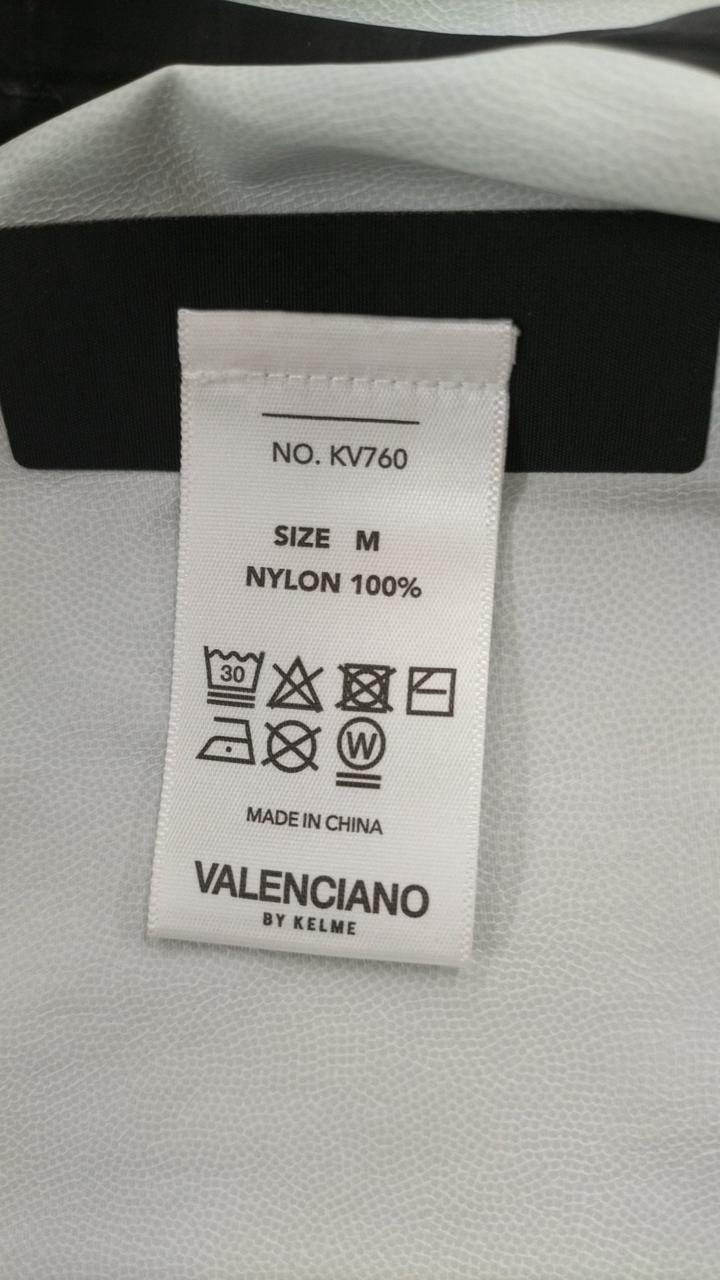 NO. KV760
SIZE M
NYLON 100%
30
W
MADE IN CHINA
VALENCIANO
BY KELME